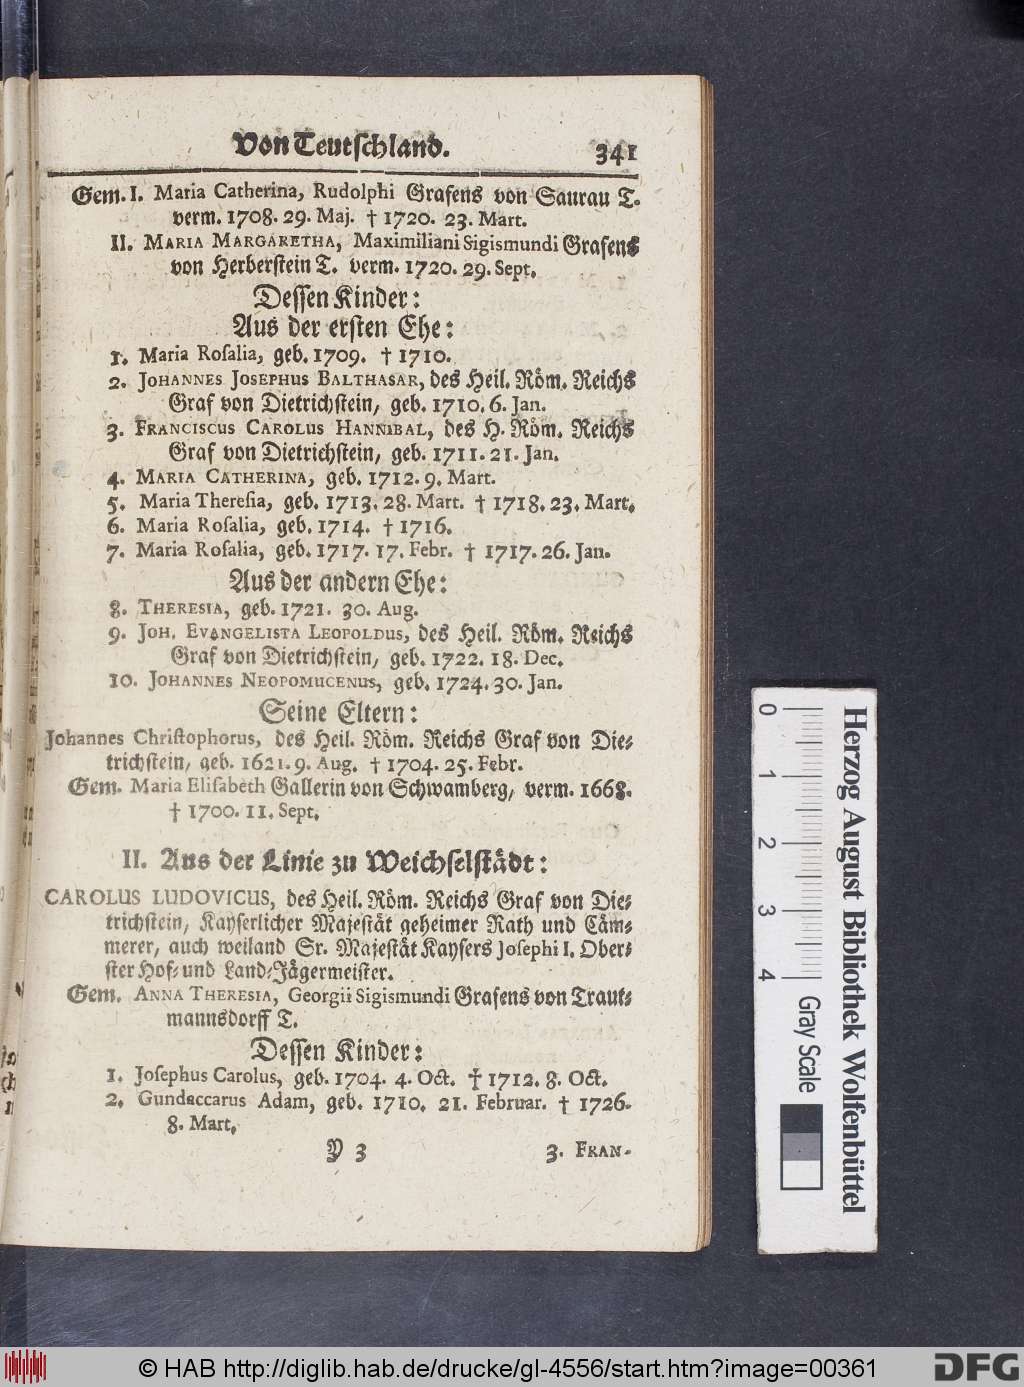 Von Teutschland. 341
Gem. I. Maria Catherina, Rudolphi Grafens von Saurau T.
verm. 1708. 29. Maj. † 1720. 23. Mart.
II. MARIA MARGARETHA, Maximiliani Sigismundi Grafens
von Herberstein T. verm. 1720. 29. Sept.
Dessen Kinder:
Aus der ersten Ehe:
1. Maria Rosalia, geb. 1709. † 1710.
2. JOHANNES JOSEPHUS BALTHASAR, des Heil. Röm. Reichs
Graf von Dietrichstein, geb. 1710. 6. Jan.
3. FRANCISCUS CAROLUS HANNIBAL, des H. Röm. Reichs
Graf von Dietrichstein, geb. 1711. 21. Jan.
4. MARIA CATHERINA, geb. 1712. 9. Mart.
5. Maria Theresia, geb. 1713. 28. Mart. † 1718. 23. Mart.
6. Maria Rosalia, geb. 1714. † 1716.
7. Maria Rosalia, geb. 1717. 17. Febr. † 1717. 26. Jan.
Aus der andern Ehe:
8. THERESIA, geb. 1721. 30. Aug.
9. JOH. EVANGELISTA LEOPOLDUS, des Heil. Röm. Reichs
Graf von Dietrichstein, geb. 1722. 18. Dec.
10. JOHANNES NEOPOMUCENUS, geb. 1724. 30. Jan.
Seine Eltern:
Johannes Christophorus, des Heil. Röm. Reichs Graf von Die-
trichstein, geb. 1621. 9. Aug. † 1704. 25. Febr.
Gem. Maria Elisabeth Gallerin von Schwamberg, verm. 1668.
† 1700. 11. Sept.
II. Aus der Linie zu Weichselstädt:
CAROLUS LUDOVICUS, des Heil. Röm. Reichs Graf von Die-
trichstein, Kayserlicher Majestät geheimer Rath und Cäm-
merer, auch weiland Sr. Majestät Kaysers Josephi I. Ober-
ster Hof- und Land-Jägermeister.
Gem. ANNA THERESIA, Georgii Sigismundi Grafens von Traut-
mannsdorff T.
Dessen Kinder:
1. Josephus Carolus, geb. 1704. 4. Oct. † 1712. 8. Oct.
2. Gundaccarus Adam, geb. 1710. 21. Februar. † 1726.
8. Mart.
Y 3 3. FRAN-
0 1 2 3 4
Herzog August Bibliothek Wolfenbüttel
Gray Scale
© HAB http://diglib.hab.de/drucke/gl-4556/start.htm?image=00361
DFG